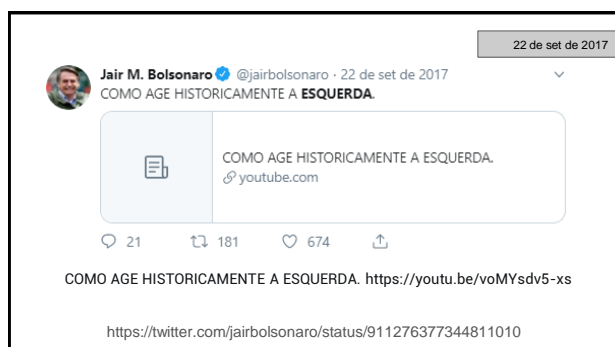 22 de set de 2017
Jair M. Bolsonaro @jairbolsonaro · 22 de set de 2017
COMO AGE HISTORICAMENTE A ESQUERDA.
COMO AGE HISTORICAMENTE A ESQUERDA.
youtube.com
21 181 674
COMO AGE HISTORICAMENTE A ESQUERDA. https://youtu.be/voMYsdv5-xs
https://twitter.com/jairbolsonaro/status/911276377344811010